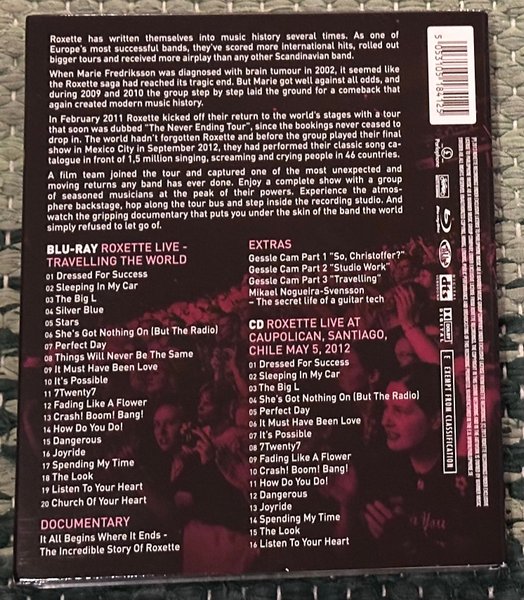 Roxette has written themselves into music history several times. As one of
Europe's most successful bands, they've scored more international hits, rolled out
bigger tours and received more airplay than any other Scandinavian band.
When Marie Fredriksson was diagnosed with brain tumour in 2002, it seemed like
the Roxette saga had reached its tragic end. But Marie got well against all odds, and
during 2009 and 2010 the group step by step laid the ground for a comeback that
again created modern music history.
In February 2011 Roxette kicked off their return to the world's stages with a tour
that soon was dubbed "The Never Ending Tour", since the bookings never ceased to
drop in. The world hadn't forgotten Roxette and before the group played their final
show in Mexico City in September 2012, they had performed their classic song ca-
talogue in front of 1,5 million singing, screaming and crying people in 46 countries.
A film team joined the tour and captured one of the most unexpected and
moving returns any band has ever done. Enjoy a complete show with a group
of seasoned musicians at the peak of their powers. Experience the atmos-
phere backstage, hop along the tour bus and step inside the recording studio. And
watch the gripping documentary that puts you under the skin of the band the world
simply refused to let go of.
BLU-RAY ROXETTE LIVE -
TRAVELLING THE WORLD
01 Dressed For Success
02 Sleeping In My Car
03 The Big L
04 Silver Blue
05 Stars
06 She's Got Nothing On (But The Radio)
07 Perfect Day
08 Things Will Never Be The Same
09 It Must Have Been Love
10 It's Possible
11 7Twenty7
12 Fading Like A Flower
13 Crash! Boom! Bang!
14 How Do You Do!
15 Dangerous
16 Joyride
17 Spending My Time
18 The Look
19 Listen To Your Heart
20 Church Of Your Heart
DOCUMENTARY
It All Begins Where It Ends -
The Incredible Story Of Roxette
EXTRAS
Gessle Cam Part 1 "So, Christoffer?"
Gessle Cam Part 2 "Studio Work"
Gessle Cam Part 3 "Travelling"
Mikael Nogueira-Svensson
– The secret life of a guitar tech
CD ROXETTE LIVE AT
CAUPOLICAN, SANTIAGO,
CHILE MAY 5, 2012
01 Dressed For Success
02 Sleeping In My Car
03 The Big L
04 She's Got Nothing On (But The Radio)
05 Perfect Day
06 It Must Have Been Love
07 It's Possible
08 7Twenty7
09 Fading Like A Flower
10 Crash! Boom! Bang!
11 How Do You Do!
12 Dangerous
13 Joyride
14 Spending My Time
15 The Look
16 Listen To Your Heart
5 053105 984125
dts
E EXEMPT FROM CLASSIFICATION